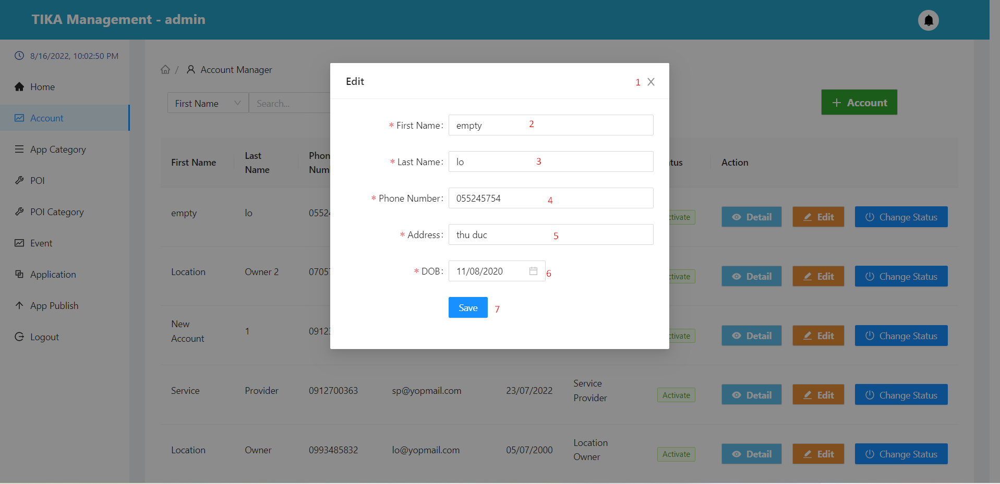 TIKA Management - admin
8/16/2022, 10:02:50 PM
Home
Account
App Category
POI
POI Category
Event
Application
App Publish
Logout
/ Account Manager
First Name
Search...
+ Account
First Name
Last
Name
Phon
Num
tus
Action
empty
lo
0552
ctivate
Detail
Edit
Change Status
Location
Owner 2
0705
ctivate
Detail
Edit
Change Status
New
Account
1
0912
ctivate
Detail
Edit
Change Status
Service
Provider
0912700363
sp@yopmail.com
23/07/2022
Service
Provider
Activate
Detail
Edit
Change Status
Location
Owner
0993485832
lo@yopmail.com
05/07/2000
Location
Owner
Activate
Detail
Edit
Change Status
Edit
1
* First Name: empty 2
* Last Name: lo 3
* Phone Number: 055245754 4
* Address: thu duc 5
* DOB: 11/08/2020 6
Save 7